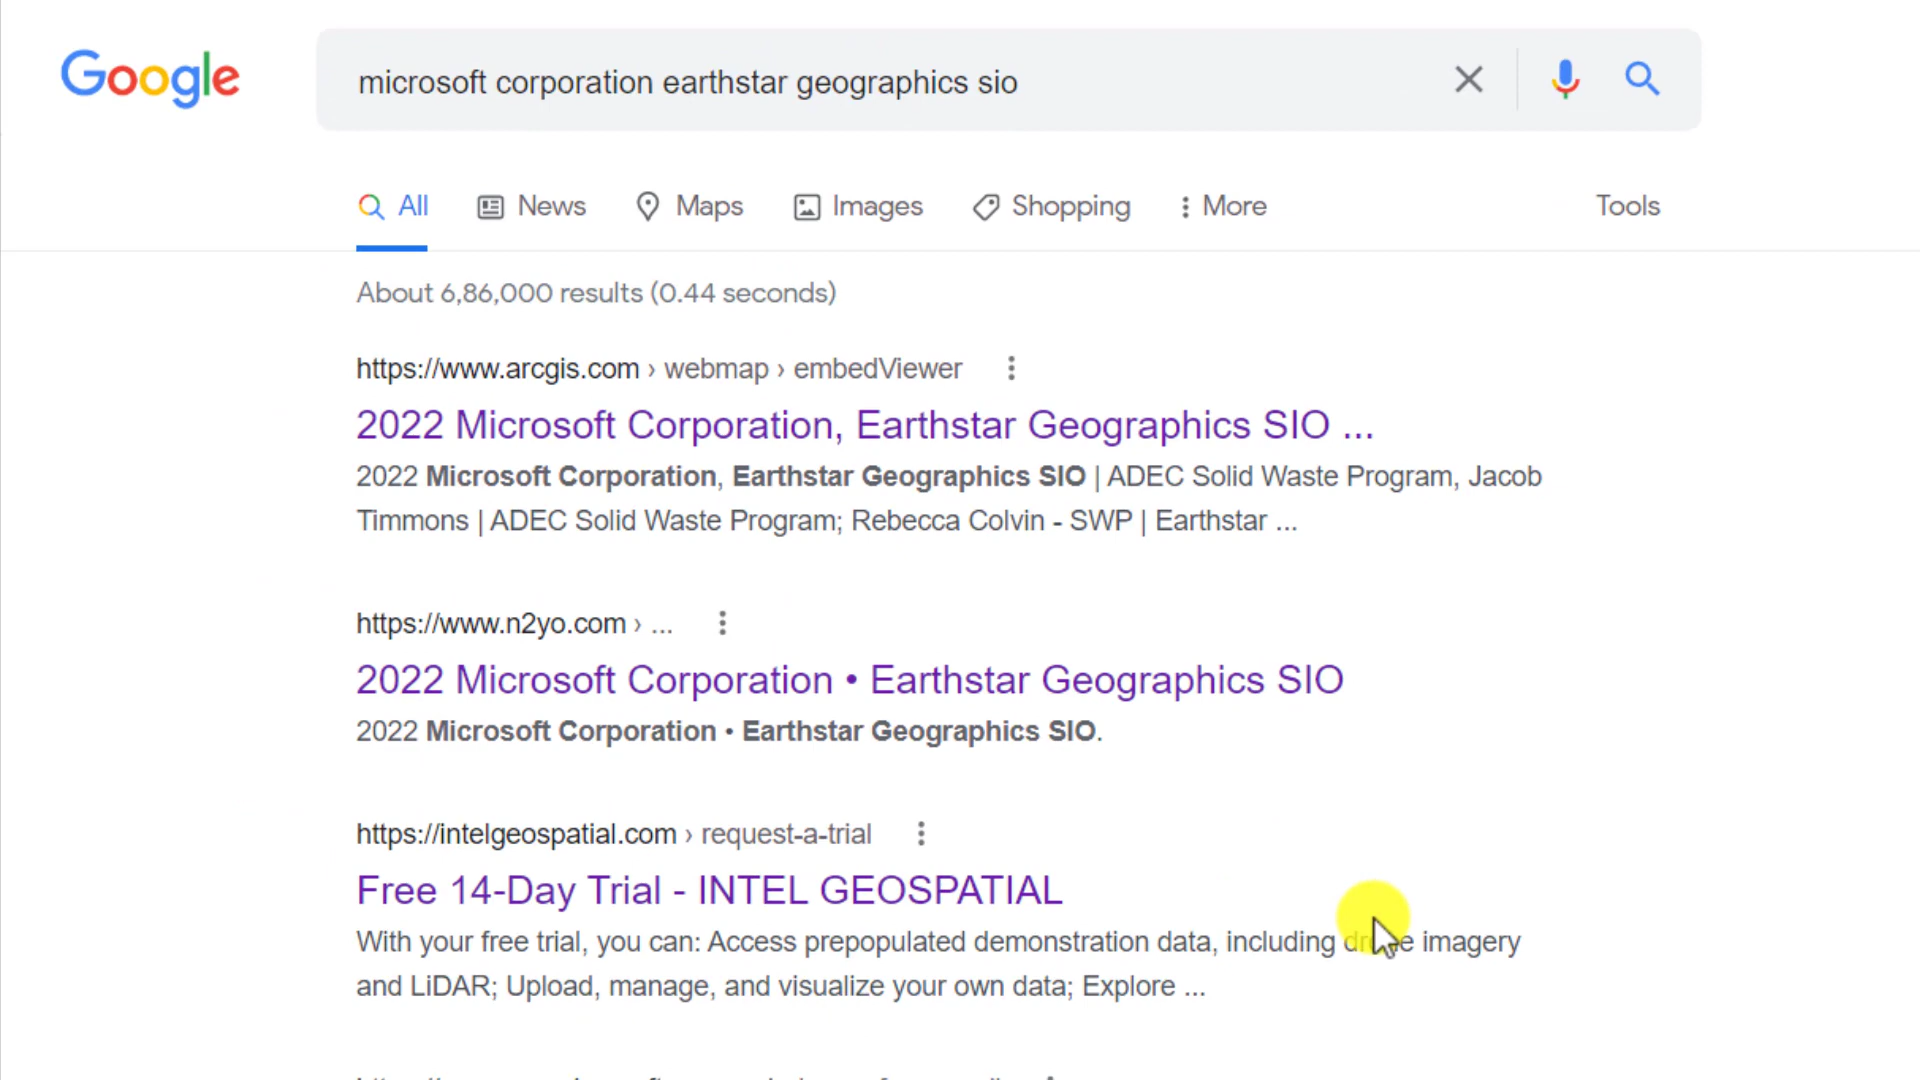 Google
microsoft corporation earthstar geographics sio
All News Maps Images Shopping More Tools
About 6,86,000 results (0.44 seconds)
https://www.arcgis.com › webmap › embedViewer
2022 Microsoft Corporation, Earthstar Geographics SIO ...
2022 Microsoft Corporation, Earthstar Geographics SIO | ADEC Solid Waste Program, Jacob
Timmons | ADEC Solid Waste Program; Rebecca Colvin - SWP | Earthstar ...
https://www.n2yo.com › ...
2022 Microsoft Corporation • Earthstar Geographics SIO
2022 Microsoft Corporation • Earthstar Geographics SIO.
https://intelgeospatial.com › request-a-trial
Free 14-Day Trial - INTEL GEOSPATIAL
With your free trial, you can: Access prepopulated demonstration data, including drone imagery
and LiDAR; Upload, manage, and visualize your own data; Explore ...